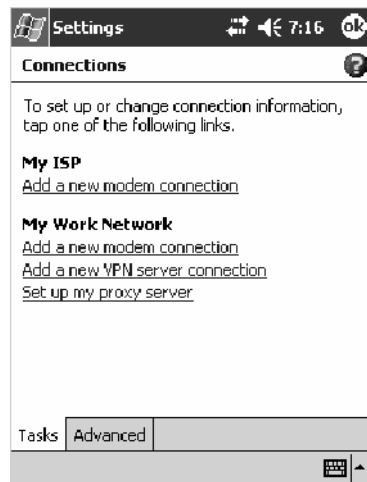 Settings 7:16 ok
Connections ?
To set up or change connection information,
tap one of the following links.
My ISP
Add a new modem connection
My Work Network
Add a new modem connection
Add a new VPN server connection
Set up my proxy server
Tasks Advanced